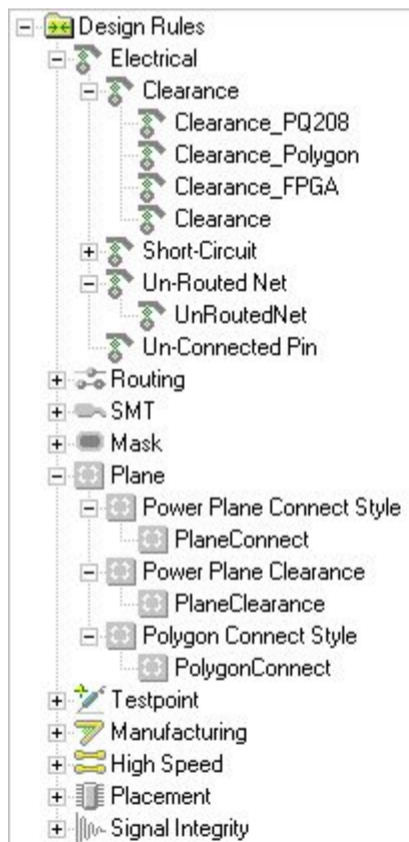 Design Rules
Electrical
Clearance
Clearance_PQ208
Clearance_Polygon
Clearance_FPGA
Clearance
Short-Circuit
Un-Routed Net
UnRoutedNet
Un-Connected Pin
Routing
SMT
Mask
Plane
Power Plane Connect Style
PlaneConnect
Power Plane Clearance
PlaneClearance
Polygon Connect Style
PolygonConnect
Testpoint
Manufacturing
High Speed
Placement
Signal Integrity